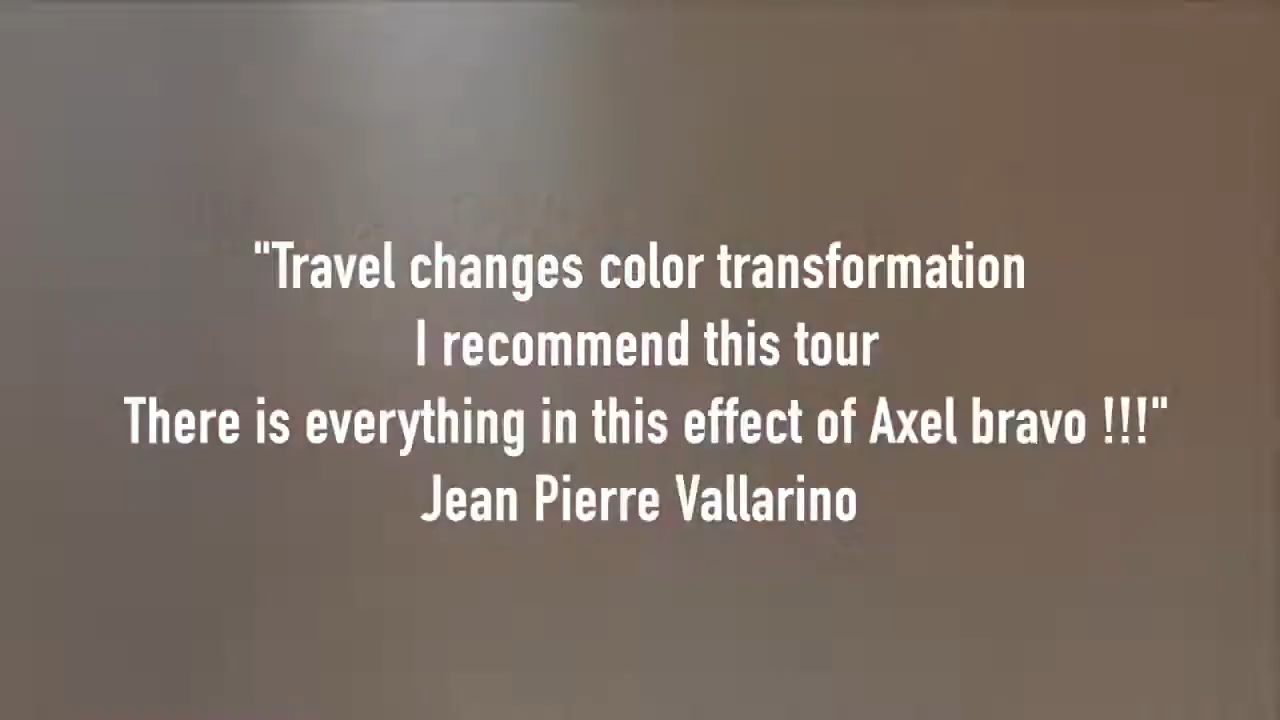 "Travel changes color transformation
I recommend this tour
There is everything in this effect of Axel bravo !!!"
Jean Pierre Vallarino